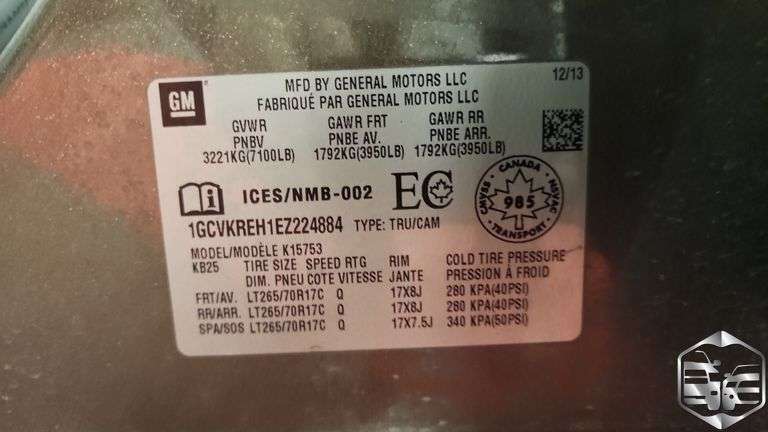 GM
MFD BY GENERAL MOTORS LLC 12/13
FABRIQUÉ PAR GENERAL MOTORS LLC
GVWR GAWR FRT GAWR RR
PNBV PNBE AV. PNBE ARR.
3221KG(7100LB) 1792KG(3950LB) 1792KG(3950LB)
i ICES/NMB-002 EC CMVSS CANADA NSVAC 985 TRANSPORT
1GCVKREH1EZ224884 TYPE: TRU/CAM
MODEL/MODÈLE K15753
KB25 TIRE SIZE SPEED RTG RIM COLD TIRE PRESSURE
DIM. PNEU COTE VITESSE JANTE PRESSION À FROID
FRT/AV. LT265/70R17C Q 17X8J 280 KPA(40PSI)
RR/ARR. LT265/70R17C Q 17X8J 280 KPA(40PSI)
SPA/SOS LT265/70R17C Q 17X7.5J 340 KPA(50PSI)